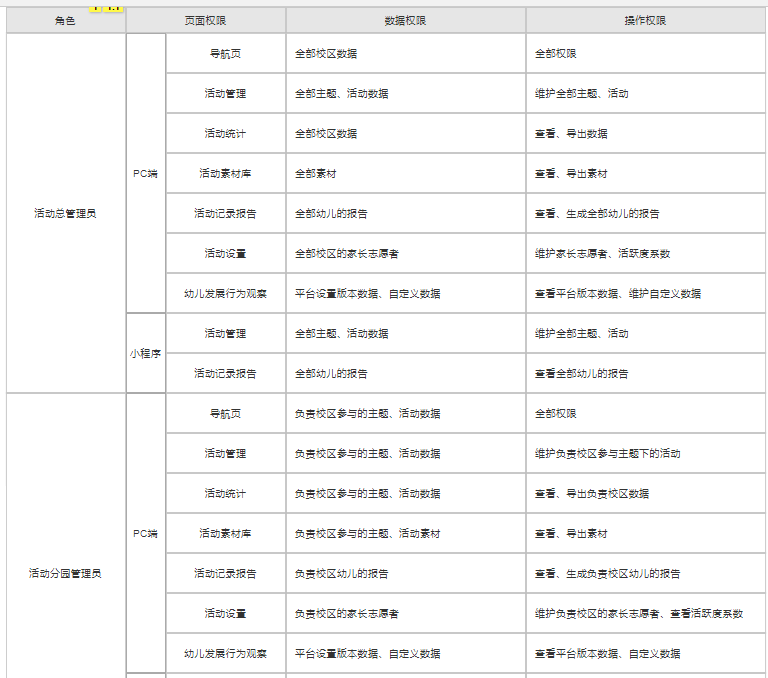 角色 页面权限 数据权限 操作权限
导航页 全部校区数据 全部权限
活动管理 全部主题、活动数据 维护全部主题、活动
活动统计 全部校区数据 查看、导出数据
PC端 活动素材库 全部素材 查看、导出素材
活动总管理员 活动记录报告 全部幼儿的报告 查看、生成全部幼儿的报告
活动设置 全部校区的家长志愿者 维护家长志愿者、活跃度系数
幼儿发展行为观察 平台设置版本数据、自定义数据 查看平台版本数据、维护自定义数据
活动管理 全部主题、活动数据 维护全部主题、活动
小程序
活动记录报告 全部幼儿的报告 查看全部幼儿的报告
导航页 负责校区参与的主题、活动数据 全部权限
活动管理 负责校区参与的主题、活动数据 维护负责校区参与主题下的活动
活动统计 负责校区参与的主题、活动数据 查看、导出负责校区数据
PC端 活动素材库 负责校区参与的主题、活动素材 查看、导出素材
活动分园管理员 活动记录报告 负责校区幼儿的报告 查看、生成负责校区幼儿的报告
活动设置 负责校区的家长志愿者 维护负责校区的家长志愿者、查看活跃度系数
幼儿发展行为观察 平台设置版本数据、自定义数据 查看平台版本数据、自定义数据